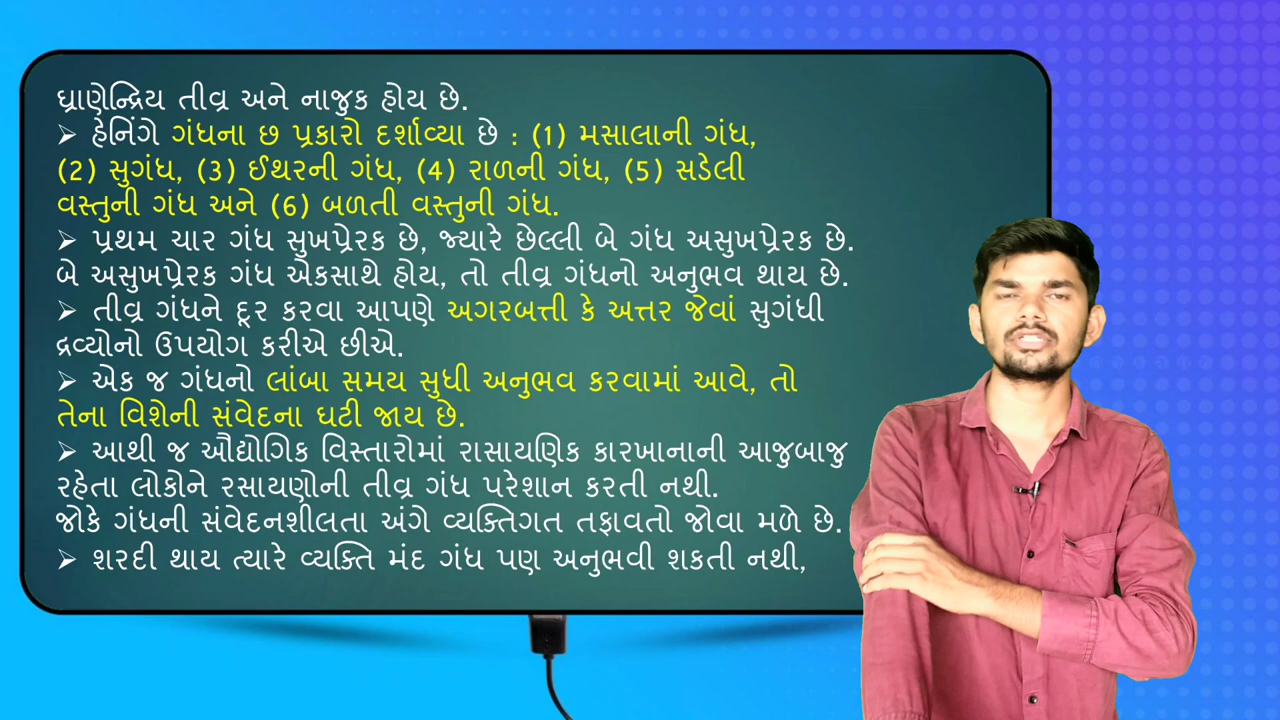 ઘ્રાણેન્દ્રિય તીવ્ર અને નાજુક હોય છે.
➢ હેનિંગે ગંધના છ પ્રકારો દર્શાવ્યા છે : (1) મસાલાની ગંધ,
(2) સુગંધ, (3) ઈથરની ગંધ, (4) રાળની ગંધ, (5) સડેલી
વસ્તુની ગંધ અને (6) બળતી વસ્તુની ગંધ.
➢ પ્રથમ ચાર ગંધ સુખપ્રેરક છે, જ્યારે છેલ્લી બે ગંધ અસુખપ્રેરક છે.
બે અસુખપ્રેરક ગંધ એકસાથે હોય, તો તીવ્ર ગંધનો અનુભવ થાય છે.
➢ તીવ્ર ગંધને દૂર કરવા આપણે અગરબત્તી કે અત્તર જેવાં સુગંધી
દ્રવ્યોનો ઉપયોગ કરીએ છીએ.
➢ એક જ ગંધનો લાંબા સમય સુધી અનુભવ કરવામાં આવે, તો
તેના વિશેની સંવેદના ઘટી જાય છે.
➢ આથી જ ઔદ્યોગિક વિસ્તારોમાં રાસાયણિક કારખાનાની આજુબાજુ
રહેતા લોકોને રસાયણોની તીવ્ર ગંધ પરેશાન કરતી નથી.
જોકે ગંધની સંવેદનશીલતા અંગે વ્યક્તિગત તફાવતો જોવા મળે છે.
➢ શરદી થાય ત્યારે વ્યક્તિ મંદ ગંધ પણ અનુભવી શકતી નથી,